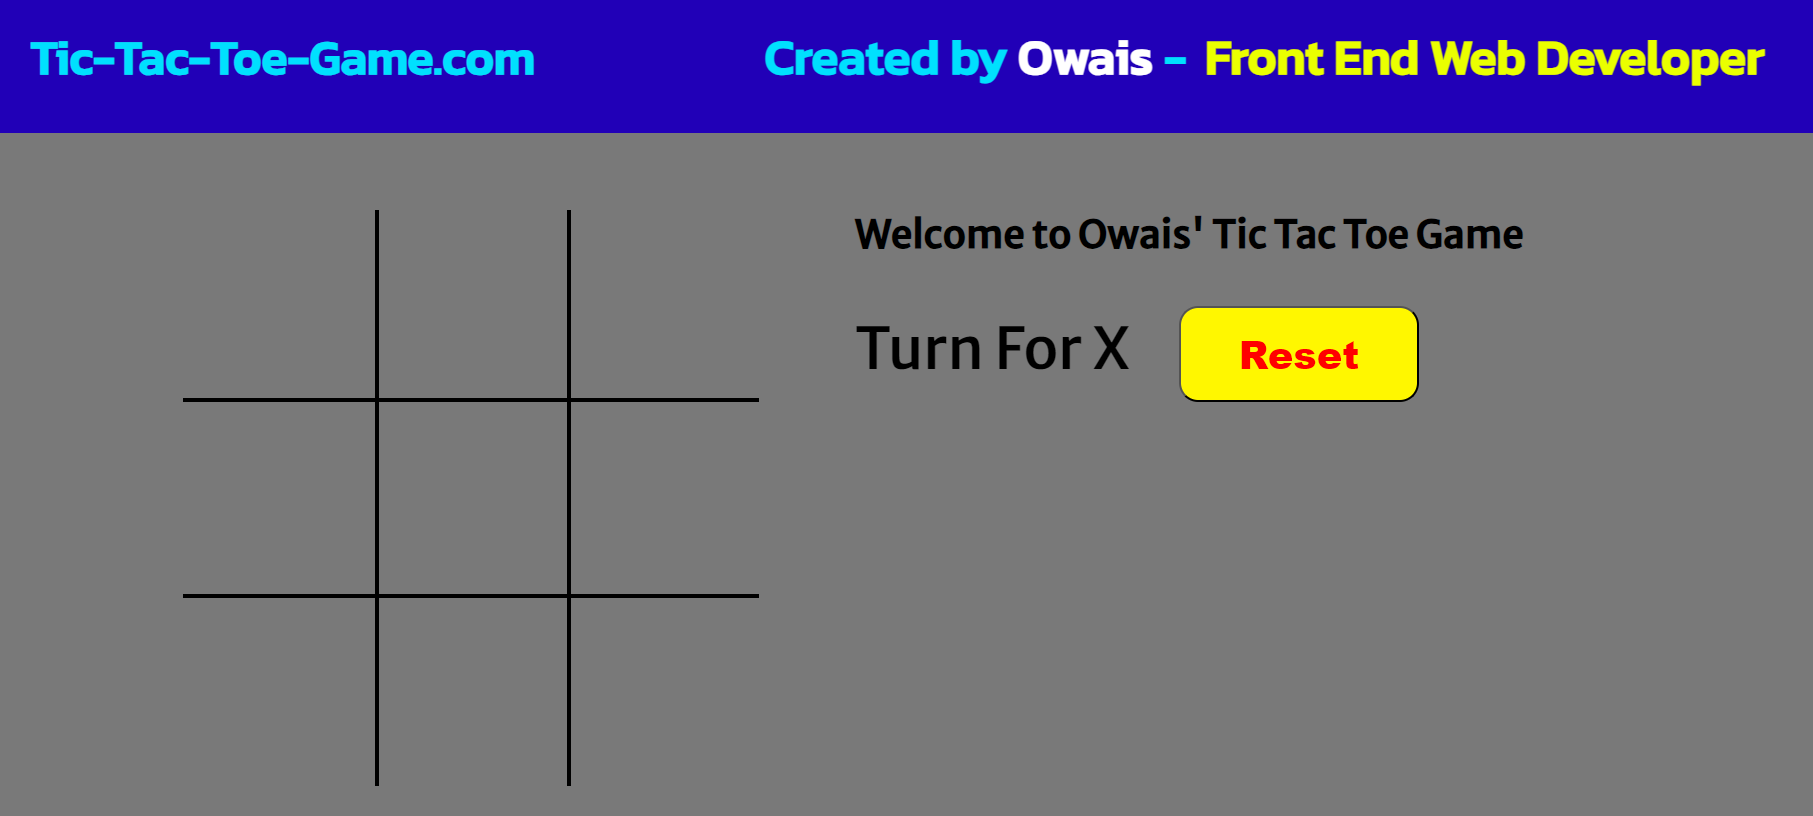 Tic-Tac-Toe-Game.com
Created by Owais - Front End Web Developer
Welcome to Owais' Tic Tac Toe Game
Turn For X
Reset